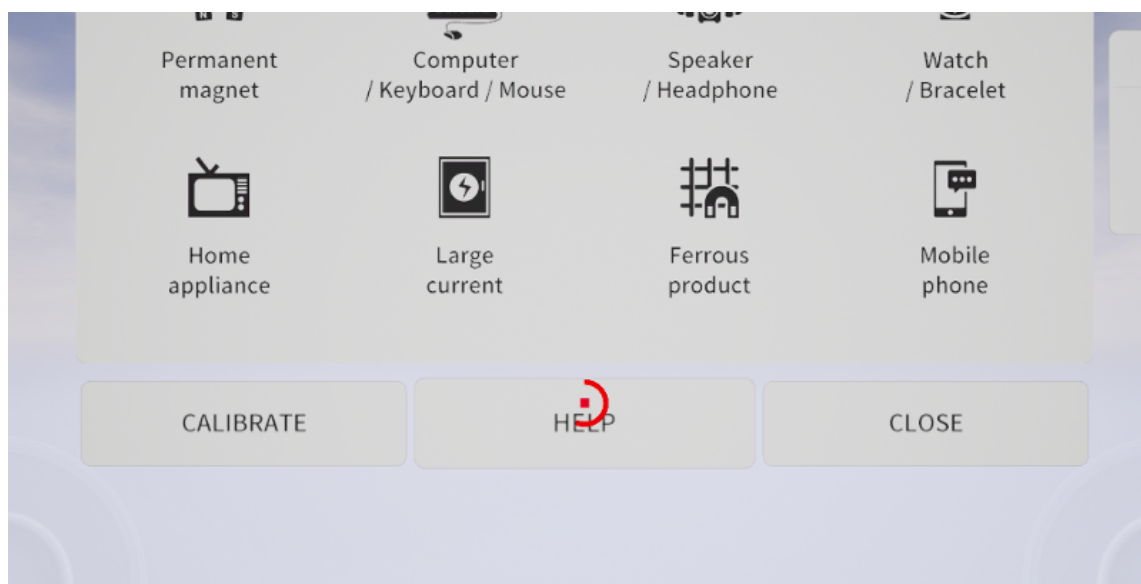 N S
Permanent
magnet
Computer
/ Keyboard / Mouse
Speaker
/ Headphone
Watch
/ Bracelet
Home
appliance
Large
current
Ferrous
product
Mobile
phone
CALIBRATE
HELP
CLOSE